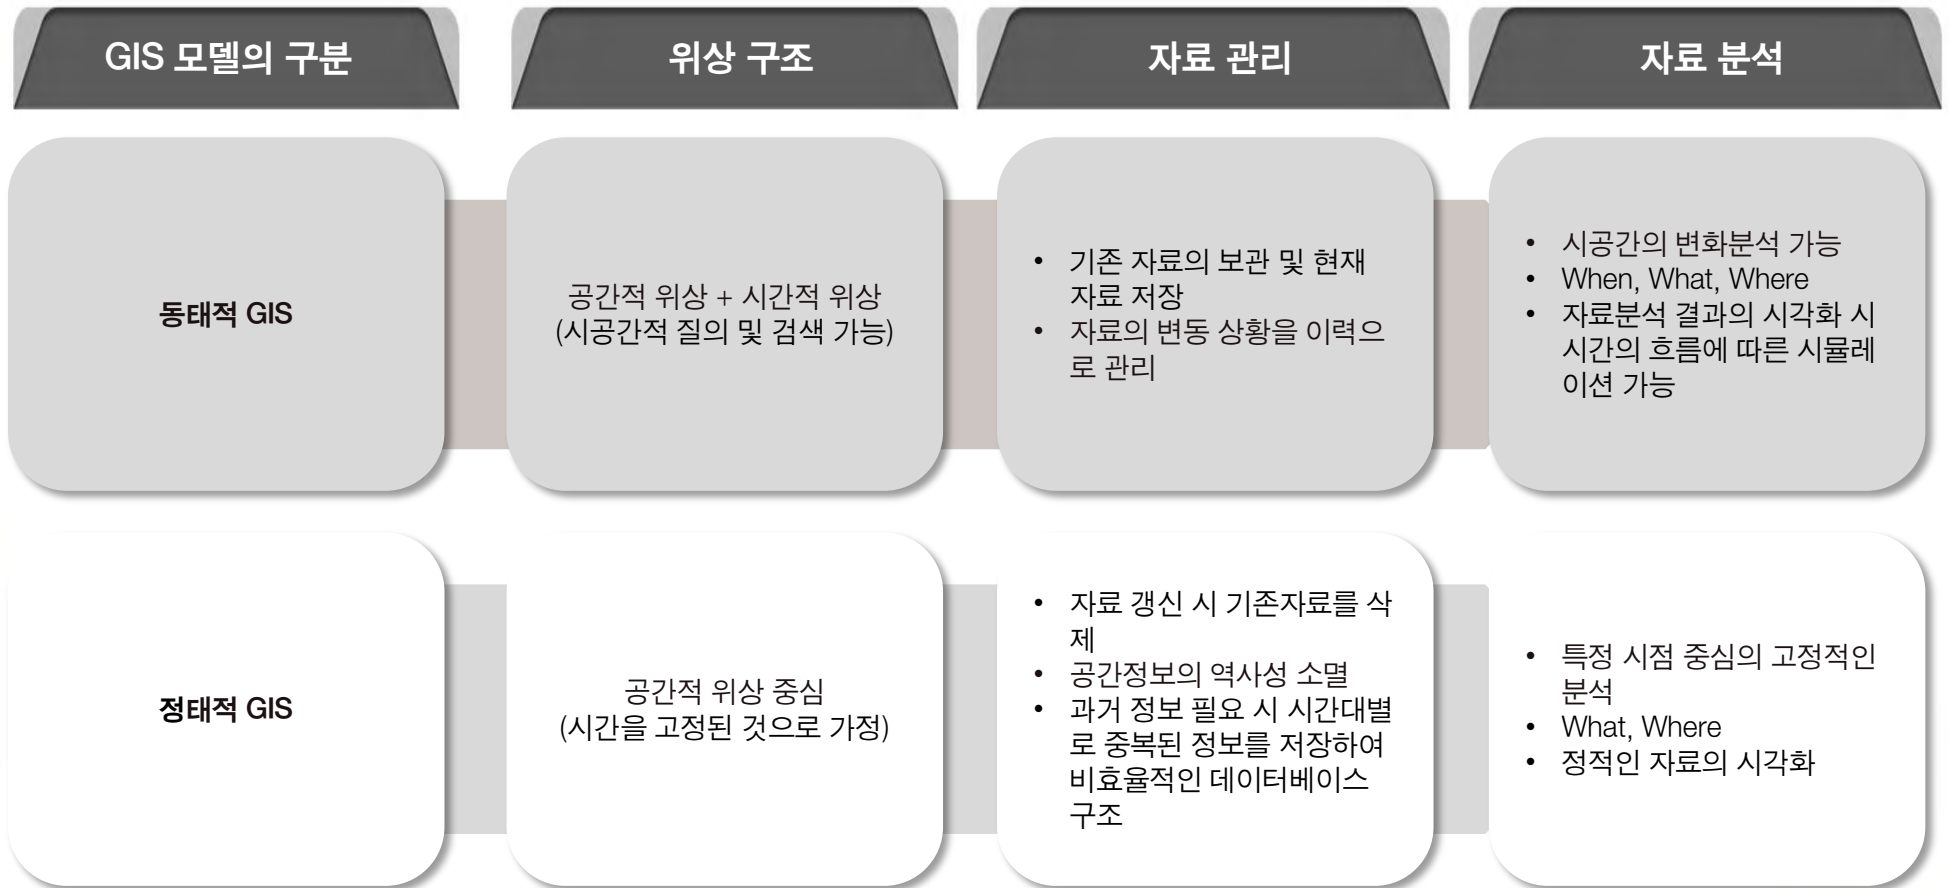 GIS 모델의 구분
위상 구조
자료 관리
자료 분석
동태적 GIS
공간적 위상 + 시간적 위상
(시공간적 질의 및 검색 가능)
• 기존 자료의 보관 및 현재
자료 저장
• 자료의 변동 상황을 이력으
로 관리
• 시공간의 변화분석 가능
• When, What, Where
• 자료분석 결과의 시각화 시
시간의 흐름에 따른 시뮬레
이션 가능
정태적 GIS
공간적 위상 중심
(시간을 고정된 것으로 가정)
• 자료 갱신 시 기존자료를 삭
제
• 공간정보의 역사성 소멸
• 과거 정보 필요 시 시간대별
로 중복된 정보를 저장하여
비효율적인 데이터베이스
구조
• 특정 시점 중심의 고정적인
분석
• What, Where
• 정적인 자료의 시각화